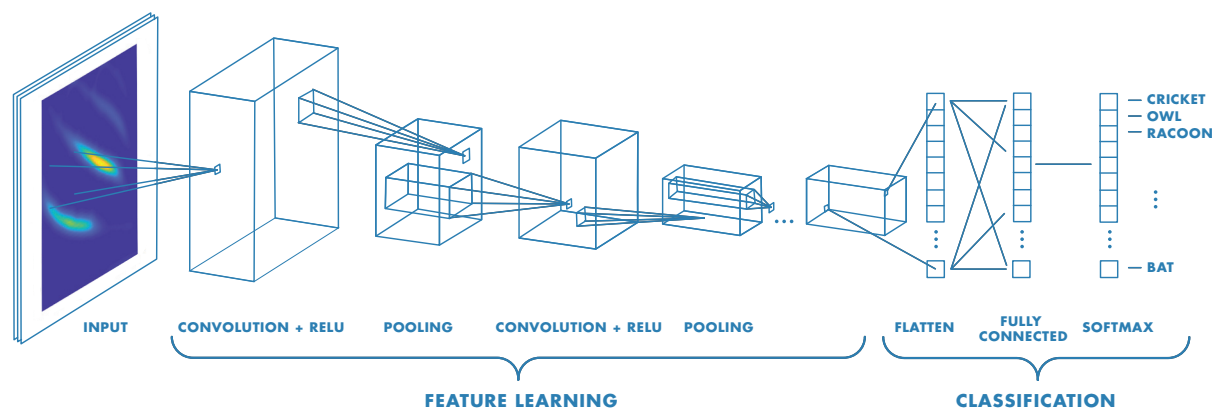 CRICKET
OWL
RACOON
BAT
INPUT
CONVOLUTION + RELU
POOLING
CONVOLUTION + RELU
POOLING
FLATTEN
FULLY
CONNECTED
SOFTMAX
FEATURE LEARNING
CLASSIFICATION